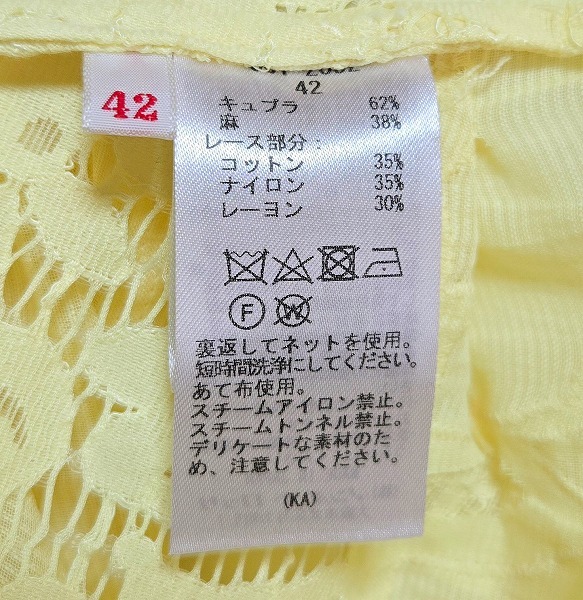 42
42
キュプラ 62%
麻 38%
レース部分:
コットン 35%
ナイロン 35%
レーヨン 30%
F W
裏返してネットを使用。
短時間洗浄にしてください。
あて布使用。
スチームアイロン禁止。
スチームトンネル禁止。
デリケートな素材のた
め、注意してください。
(KA)